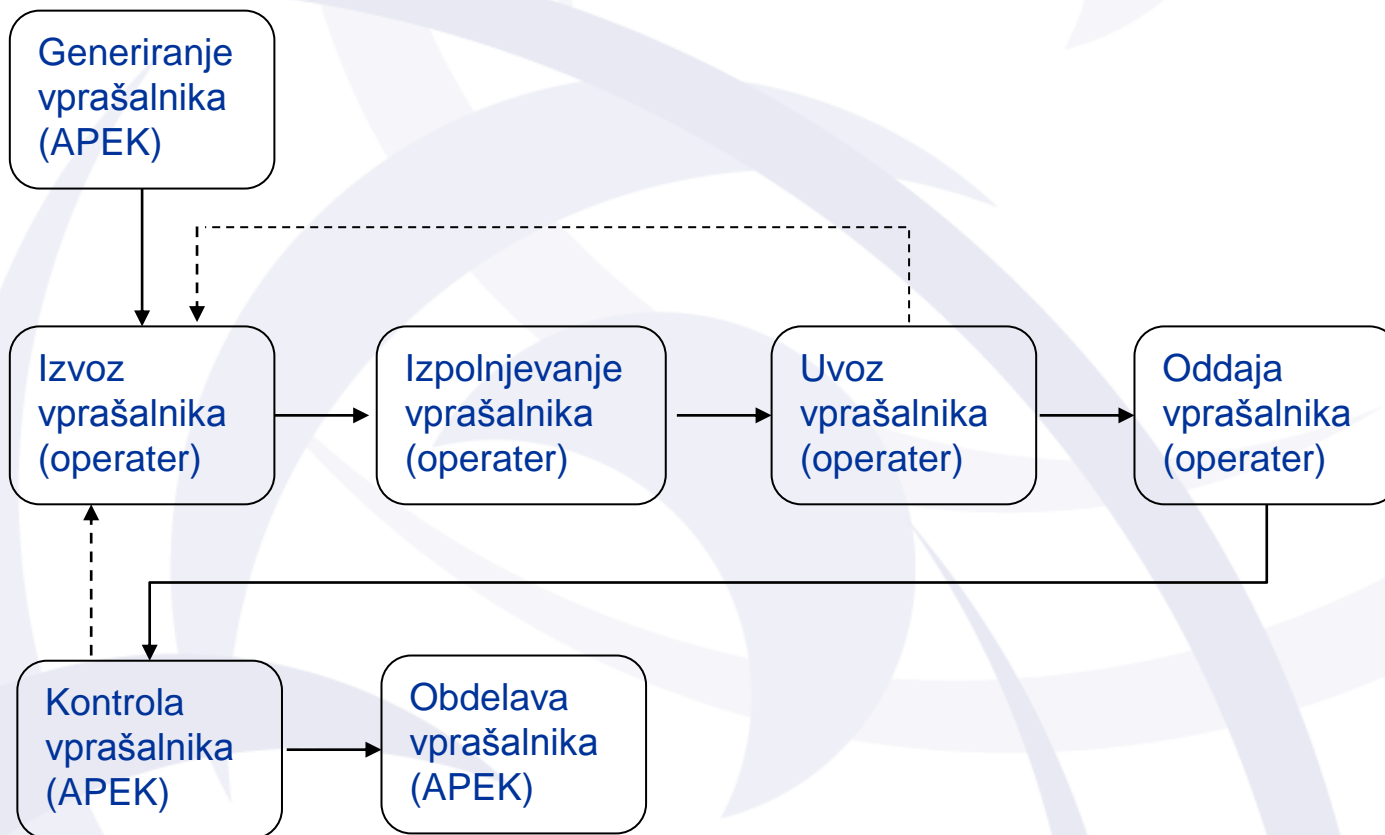 Generiranje
vprašalnika
(APEK)
Izvoz
vprašalnika
(operater)
Izpolnjevanje
vprašalnika
(operater)
Uvoz
vprašalnika
(operater)
Oddaja
vprašalnika
(operater)
Kontrola
vprašalnika
(APEK)
Obdelava
vprašalnika
(APEK)